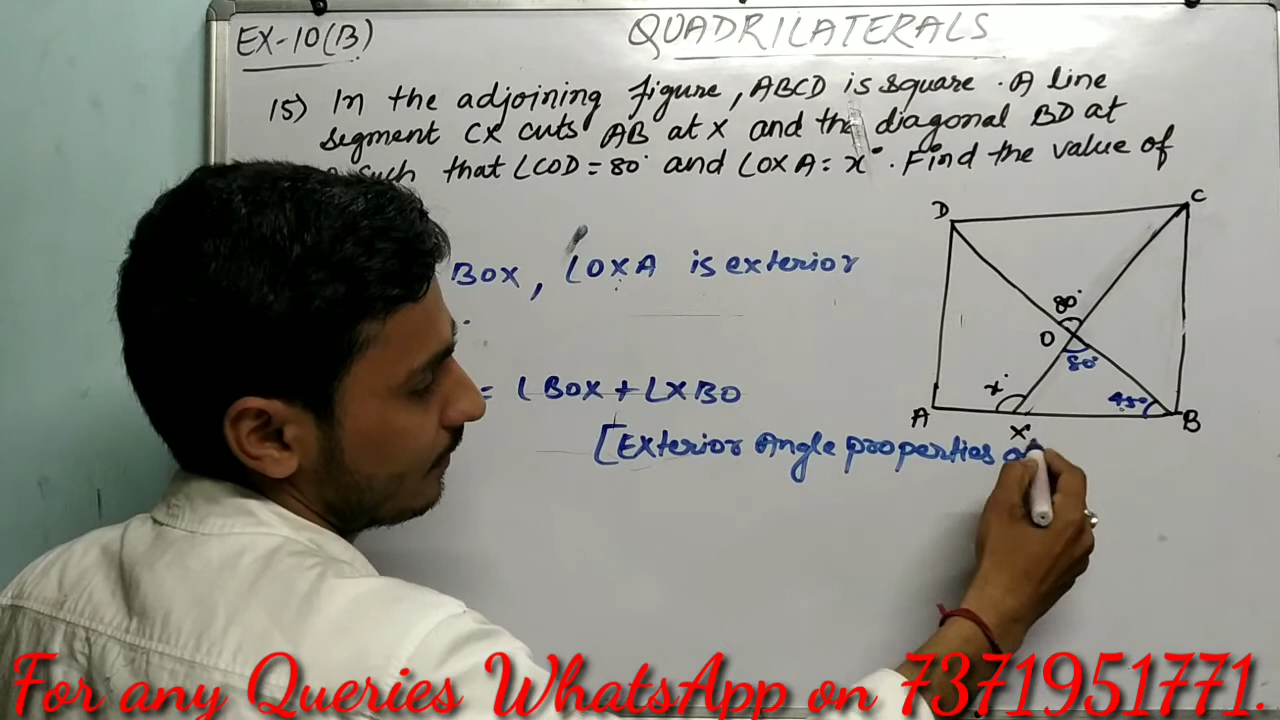 EX-10(B)
QUADRILATERALS
15) In the adjoining figure, ABCD is square. A line
segment CX cuts AB at X and the diagonal BD at
such that ∠COD = 80° and ∠OXA = x°. Find the value of
BOX, ∠OXA is exterior
= ∠BOX + ∠XBO
[Exterior Angle properties
D
C
80°
O
80°
x°
45°
A
X
B
For any Queries WhatsApp on 7371951771.